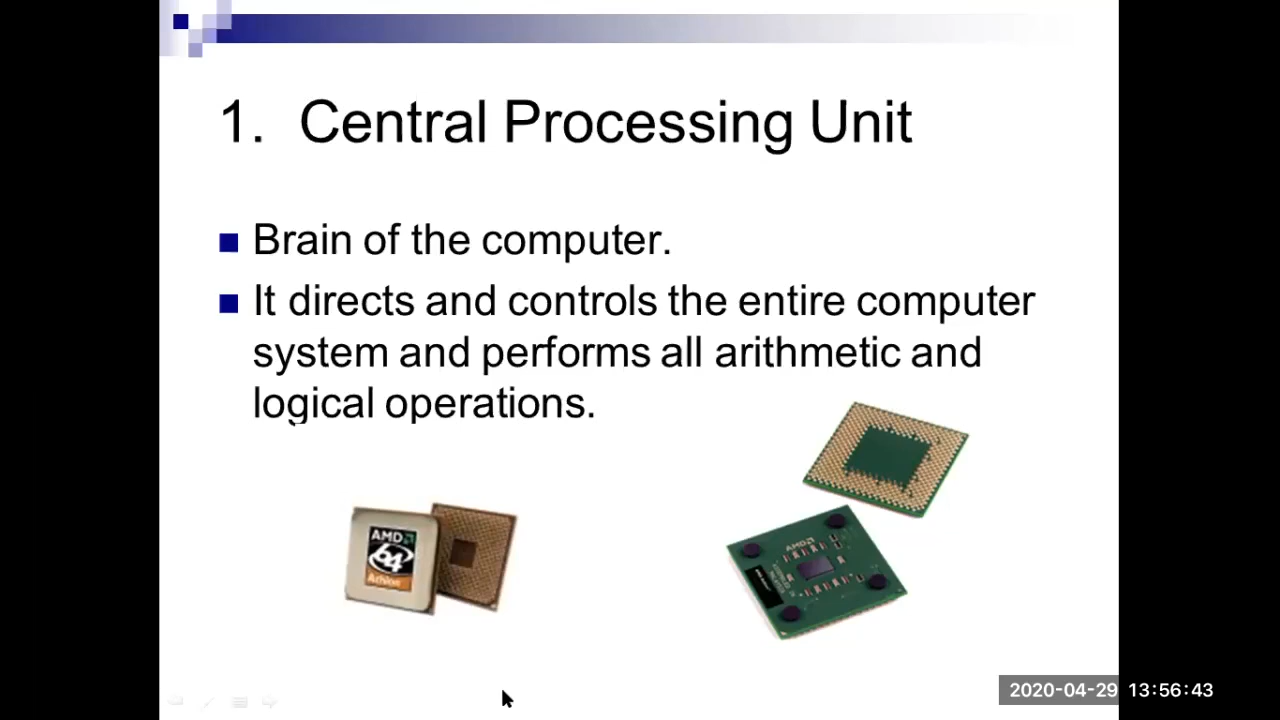 1. Central Processing Unit
Brain of the computer.
It directs and controls the entire computer
system and performs all arithmetic and
logical operations.
AMD
64
Athlon
AMD
2020-04-29 13:56:43